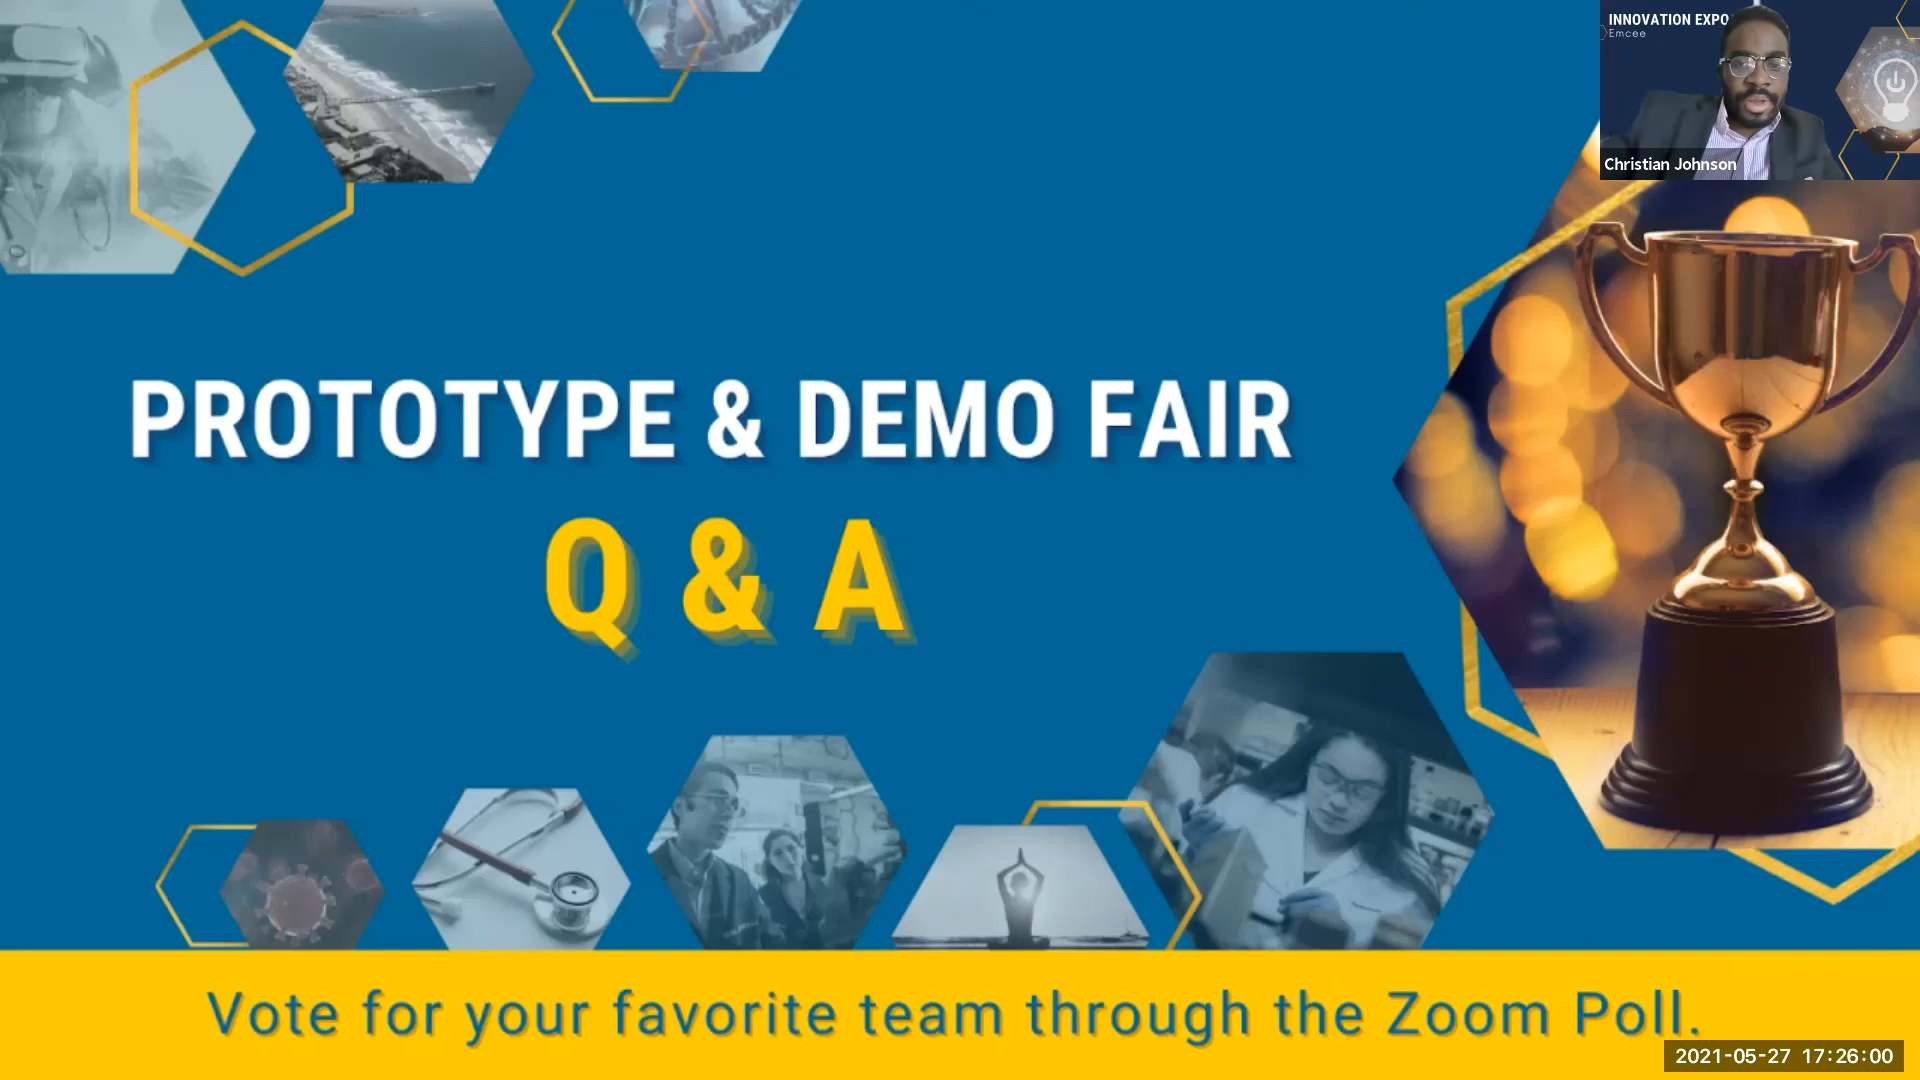 INNOVATION EXPO
Emcee
Christian Johnson
PROTOTYPE & DEMO FAIR
Q & A
Vote for your favorite team through the Zoom Poll.
2021-05-27 17:26:00